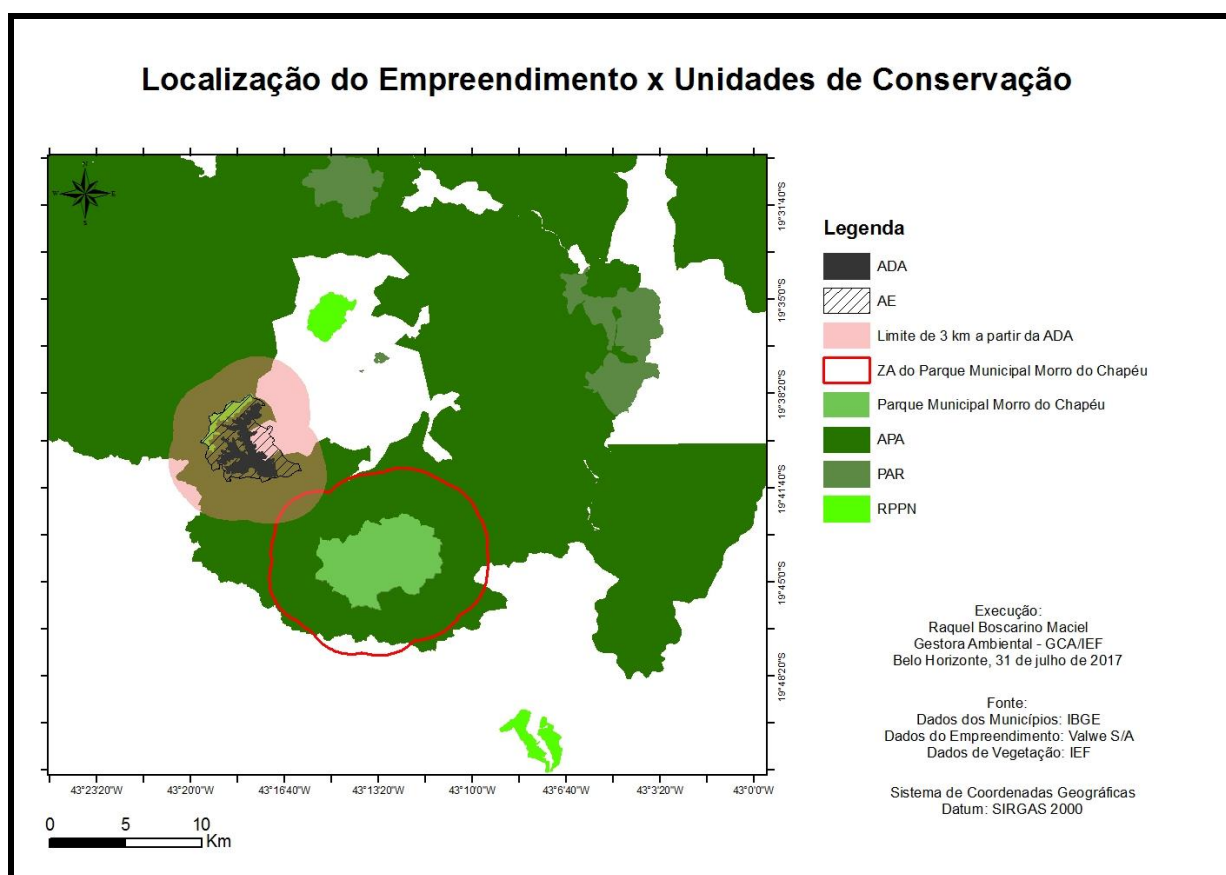 Localização do Empreendimento x Unidades de Conservação
N
W
E
S
19°31'40"S
19°35'0"S
19°38'20"S
19°41'40"S
19°45'0"S
19°48'20"S
43°23'20"W 43°20'0"W 43°16'40"W 43°13'20"W 43°10'0"W 43°6'40"W 43°3'20"W 43°0'0"W
0 5 10
Km
Legenda
ADA
AE
Limite de 3 km a partir da ADA
ZA do Parque Municipal Morro do Chapéu
Parque Municipal Morro do Chapéu
APA
PAR
RPPN
Execução:
Raquel Boscarino Maciel
Gestora Ambiental - GCA/IEF
Belo Horizonte, 31 de julho de 2017
Fonte:
Dados dos Municípios: IBGE
Dados do Empreendimento: Valwe S/A
Dados de Vegetação: IEF
Sistema de Coordenadas Geográficas
Datum: SIRGAS 2000